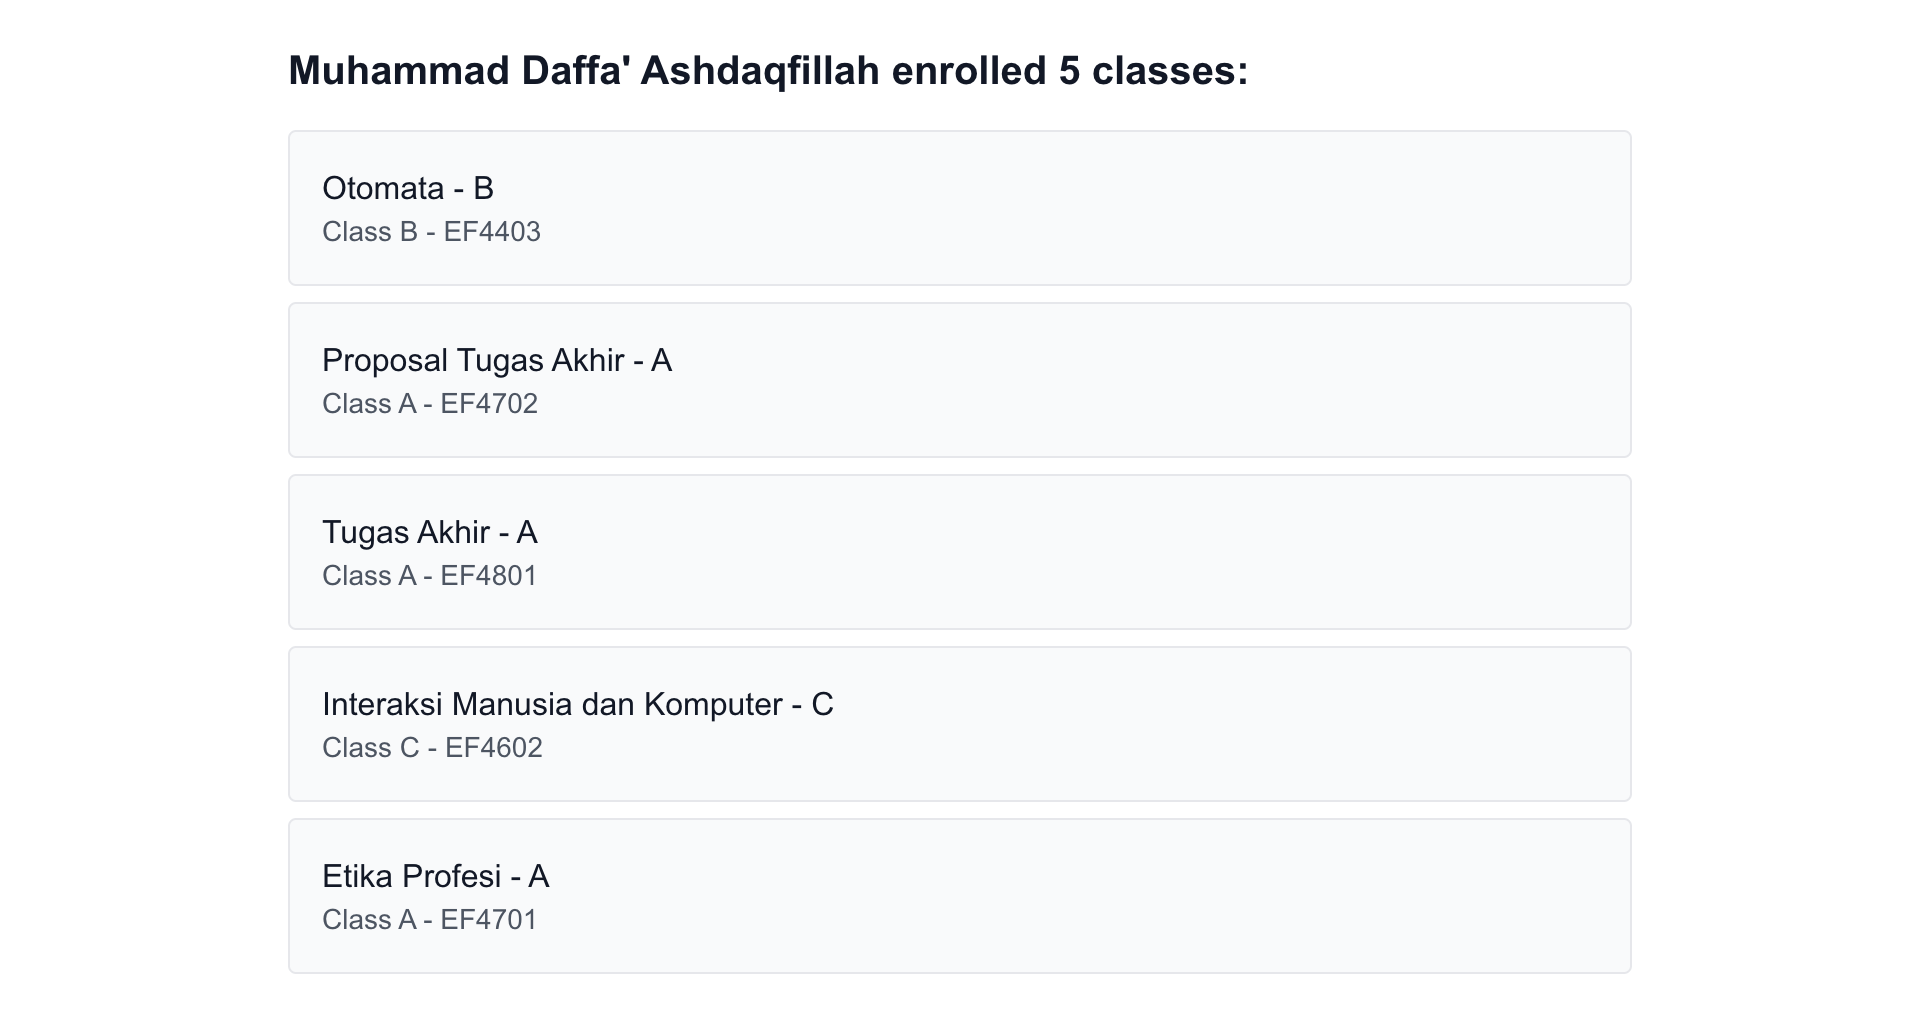 Muhammad Daffa' Ashdaqfillah enrolled 5 classes:
Otomata - B
Class B - EF4403
Proposal Tugas Akhir - A
Class A - EF4702
Tugas Akhir - A
Class A - EF4801
Interaksi Manusia dan Komputer - C
Class C - EF4602
Etika Profesi - A
Class A - EF4701